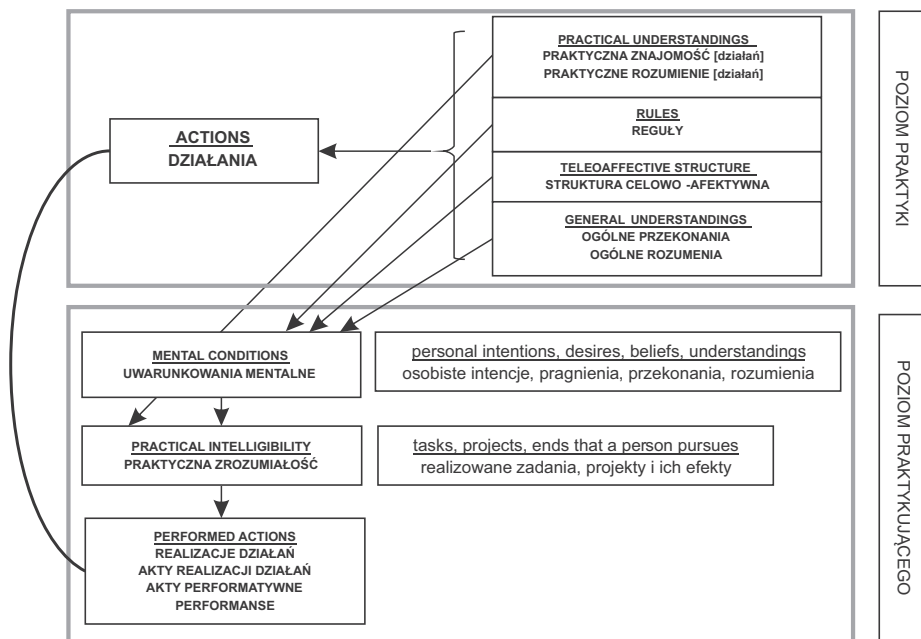 PRACTICAL UNDERSTANDINGS
PRAKTYCZNA ZNAJOMOŚĆ [działań]
PRAKTYCZNE ROZUMIENIE [działań]
RULES
REGUŁY
TELEOAFFECTIVE STRUCTURE
STRUKTURA CELOWO -AFEKTYWNA
GENERAL UNDERSTANDINGS
OGÓLNE PRZEKONANIA
OGÓLNE ROZUMENIA
ACTIONS
DZIAŁANIA
POZIOM PRAKTYKI
MENTAL CONDITIONS
UWARUNKOWANIA MENTALNE
personal intentions, desires, beliefs, understandings
osobiste intencje, pragnienia, przekonania, rozumienia
PRACTICAL INTELLIGIBILITY
PRAKTYCZNA ZROZUMIAŁOŚĆ
tasks, projects, ends that a person pursues
realizowane zadania, projekty i ich efekty
PERFORMED ACTIONS
REALIZACJE DZIAŁAŃ
AKTY REALIZACJI DZIAŁAŃ
AKTY PERFORMATYWNE
PERFORMANSE
POZIOM PRAKTYKUJĄCEGO